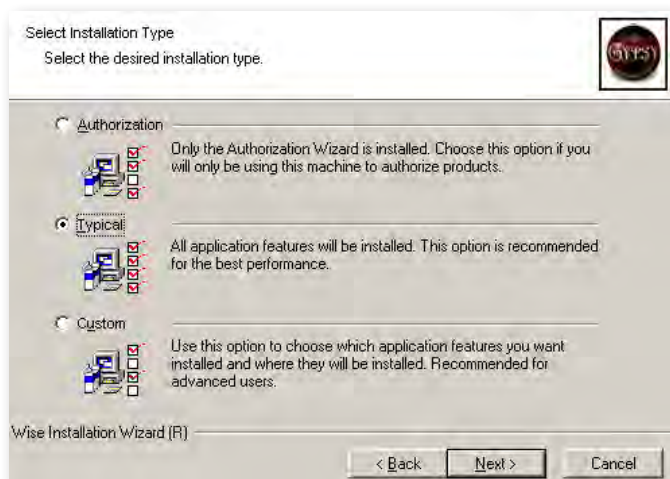 Select Installation Type
Select the desired installation type.
Gypsy
Authorization
Only the Authorization Wizard is installed. Choose this option if you
will only be using this machine to authorize products.
Typical
All application features will be installed. This option is recommended
for the best performance.
Custom
Use this option to choose which application features you want
installed and where they will be installed. Recommended for
advanced users.
Wise Installation Wizard (R)
< Back
Next >
Cancel